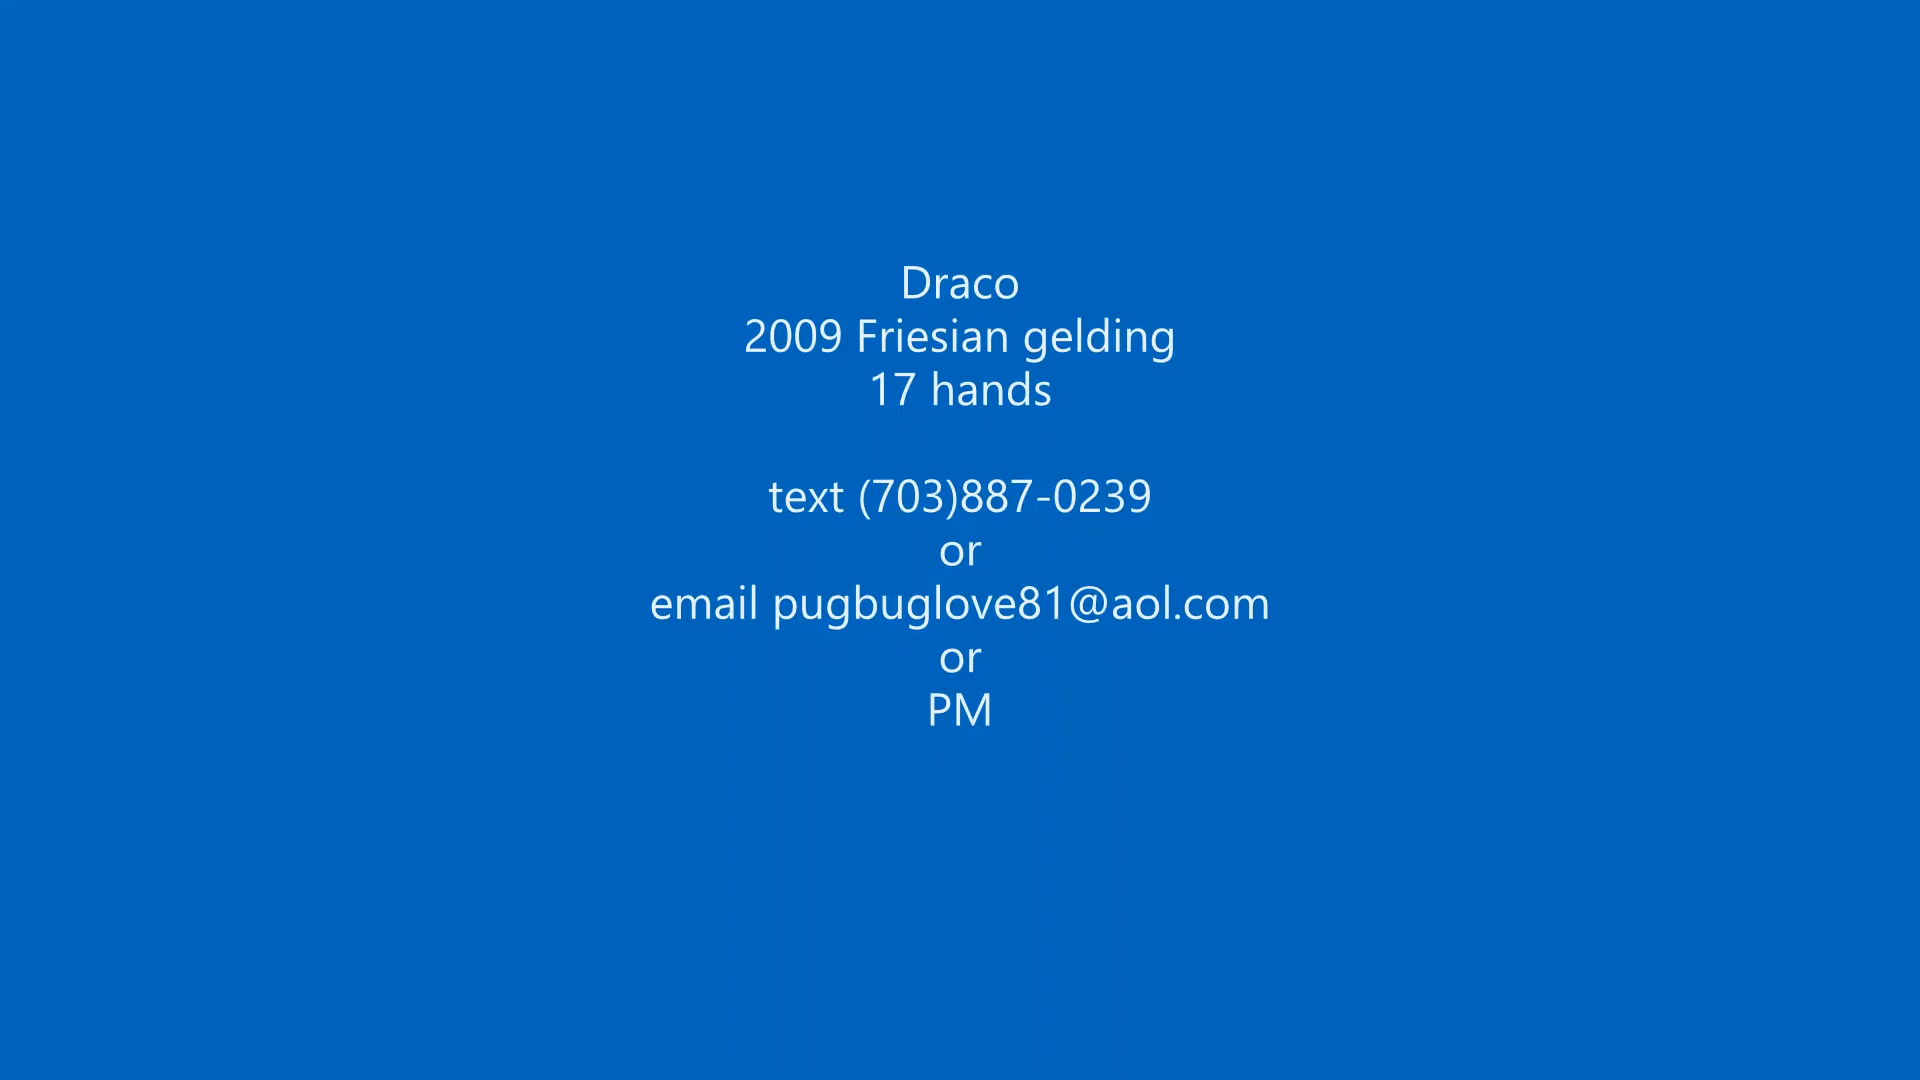 Draco
2009 Friesian gelding
17 hands
text (703)887-0239
or
email pugbuglove81@aol.com
or
PM